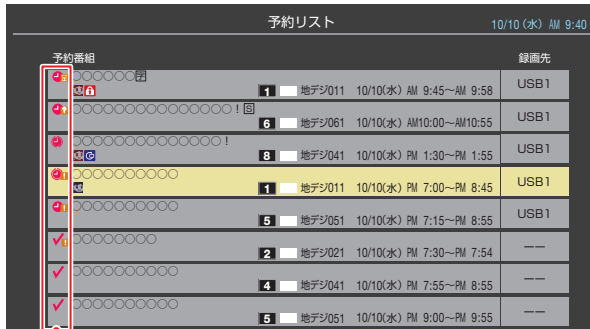 予約リスト
10/10 (水) AM 9:40
予約番組
録画先
○○○○○○字
1 地デジ011 10/10(水) AM 9:45～AM 9:58
USB1
○○○○○○○○○○○○○○○!S
6 地デジ061 10/10(水) AM10:00～AM10:55
USB1
○○○○○○○○○○○○○○!
8 地デジ041 10/10(水) PM 1:30～PM 1:55
USB1
○○○○○○○○○○
1 地デジ011 10/10(水) PM 7:00～PM 8:45
USB1
○○○○○○○○○○
5 地デジ051 10/10(水) PM 7:15～PM 8:55
USB1
○○○○○○○○
2 地デジ021 10/10(水) PM 7:30～PM 7:54
――
○○○○○○○○○○
4 地デジ041 10/10(水) PM 7:55～PM 8:55
――
○○○○○○○○○○
5 地デジ051 10/10(水) PM 9:00～PM 9:55
――